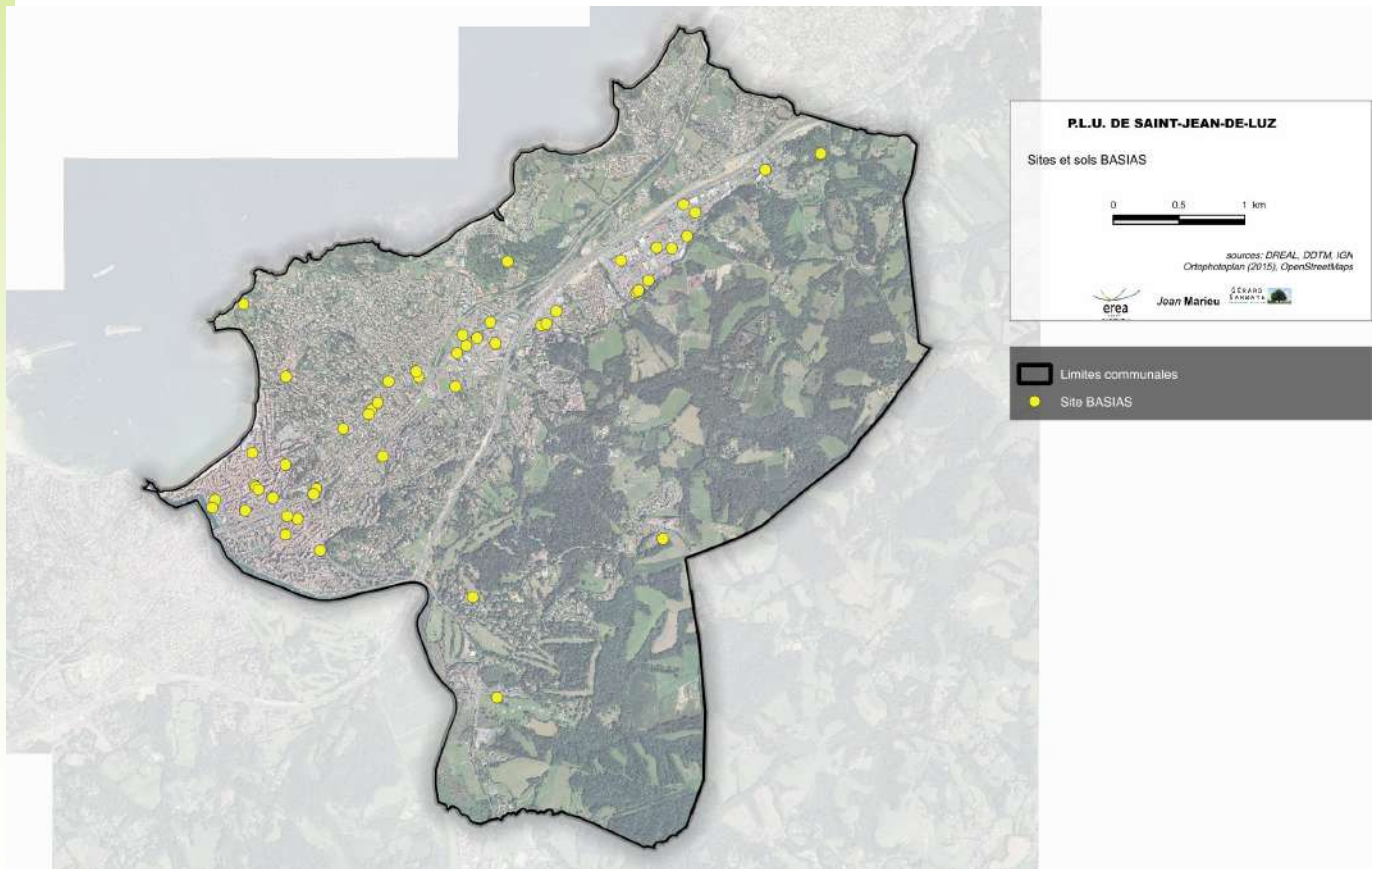 P.L.U. DE SAINT-JEAN-DE-LUZ
Sites et sols BASIAS
0 0.5 1 km
sources: DREAL, DDTM, IGN
Ortophotoplan (2015), OpenStreetMaps
erea
Jean Marieu
GÉRARD
Limites communales
Site BASIAS